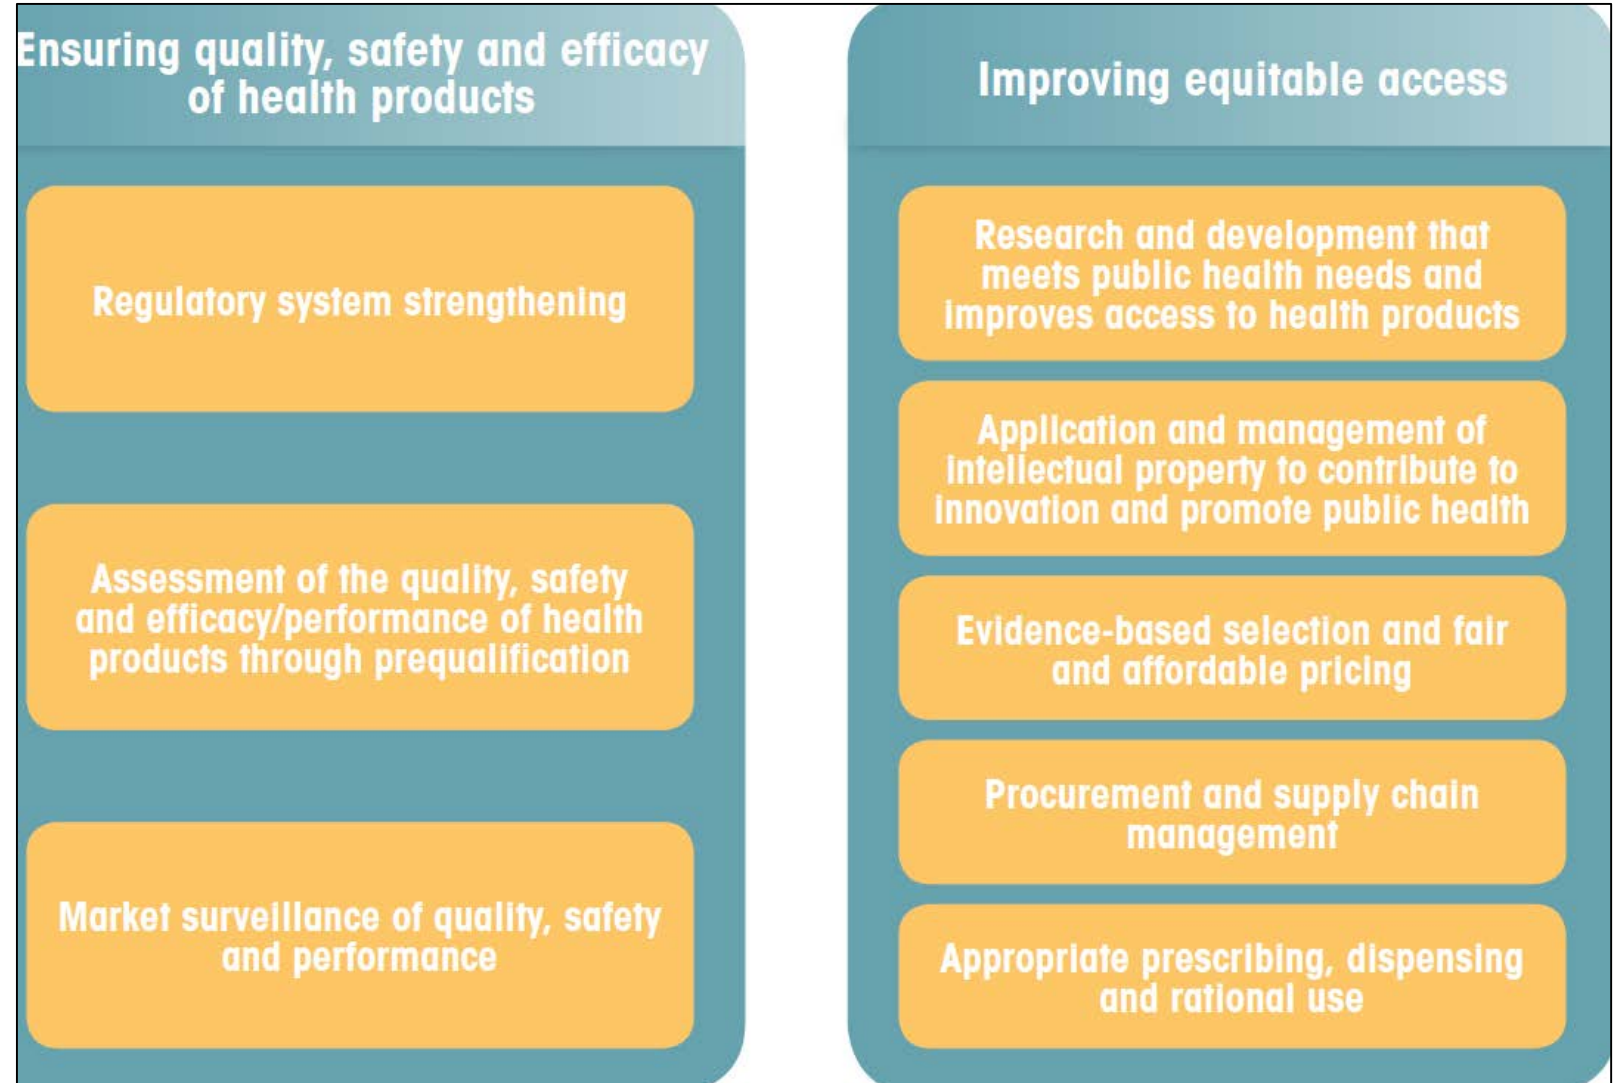 Ensuring quality, safety and efficacy
of health products
Regulatory system strengthening
Assessment of the quality, safety
and efficacy/performance of health
products through prequalification
Market surveillance of quality, safety
and performance
Improving equitable access
Research and development that
meets public health needs and
improves access to health products
Application and management of
intellectual property to contribute to
innovation and promote public health
Evidence-based selection and fair
and affordable pricing
Procurement and supply chain
management
Appropriate prescribing, dispensing
and rational use